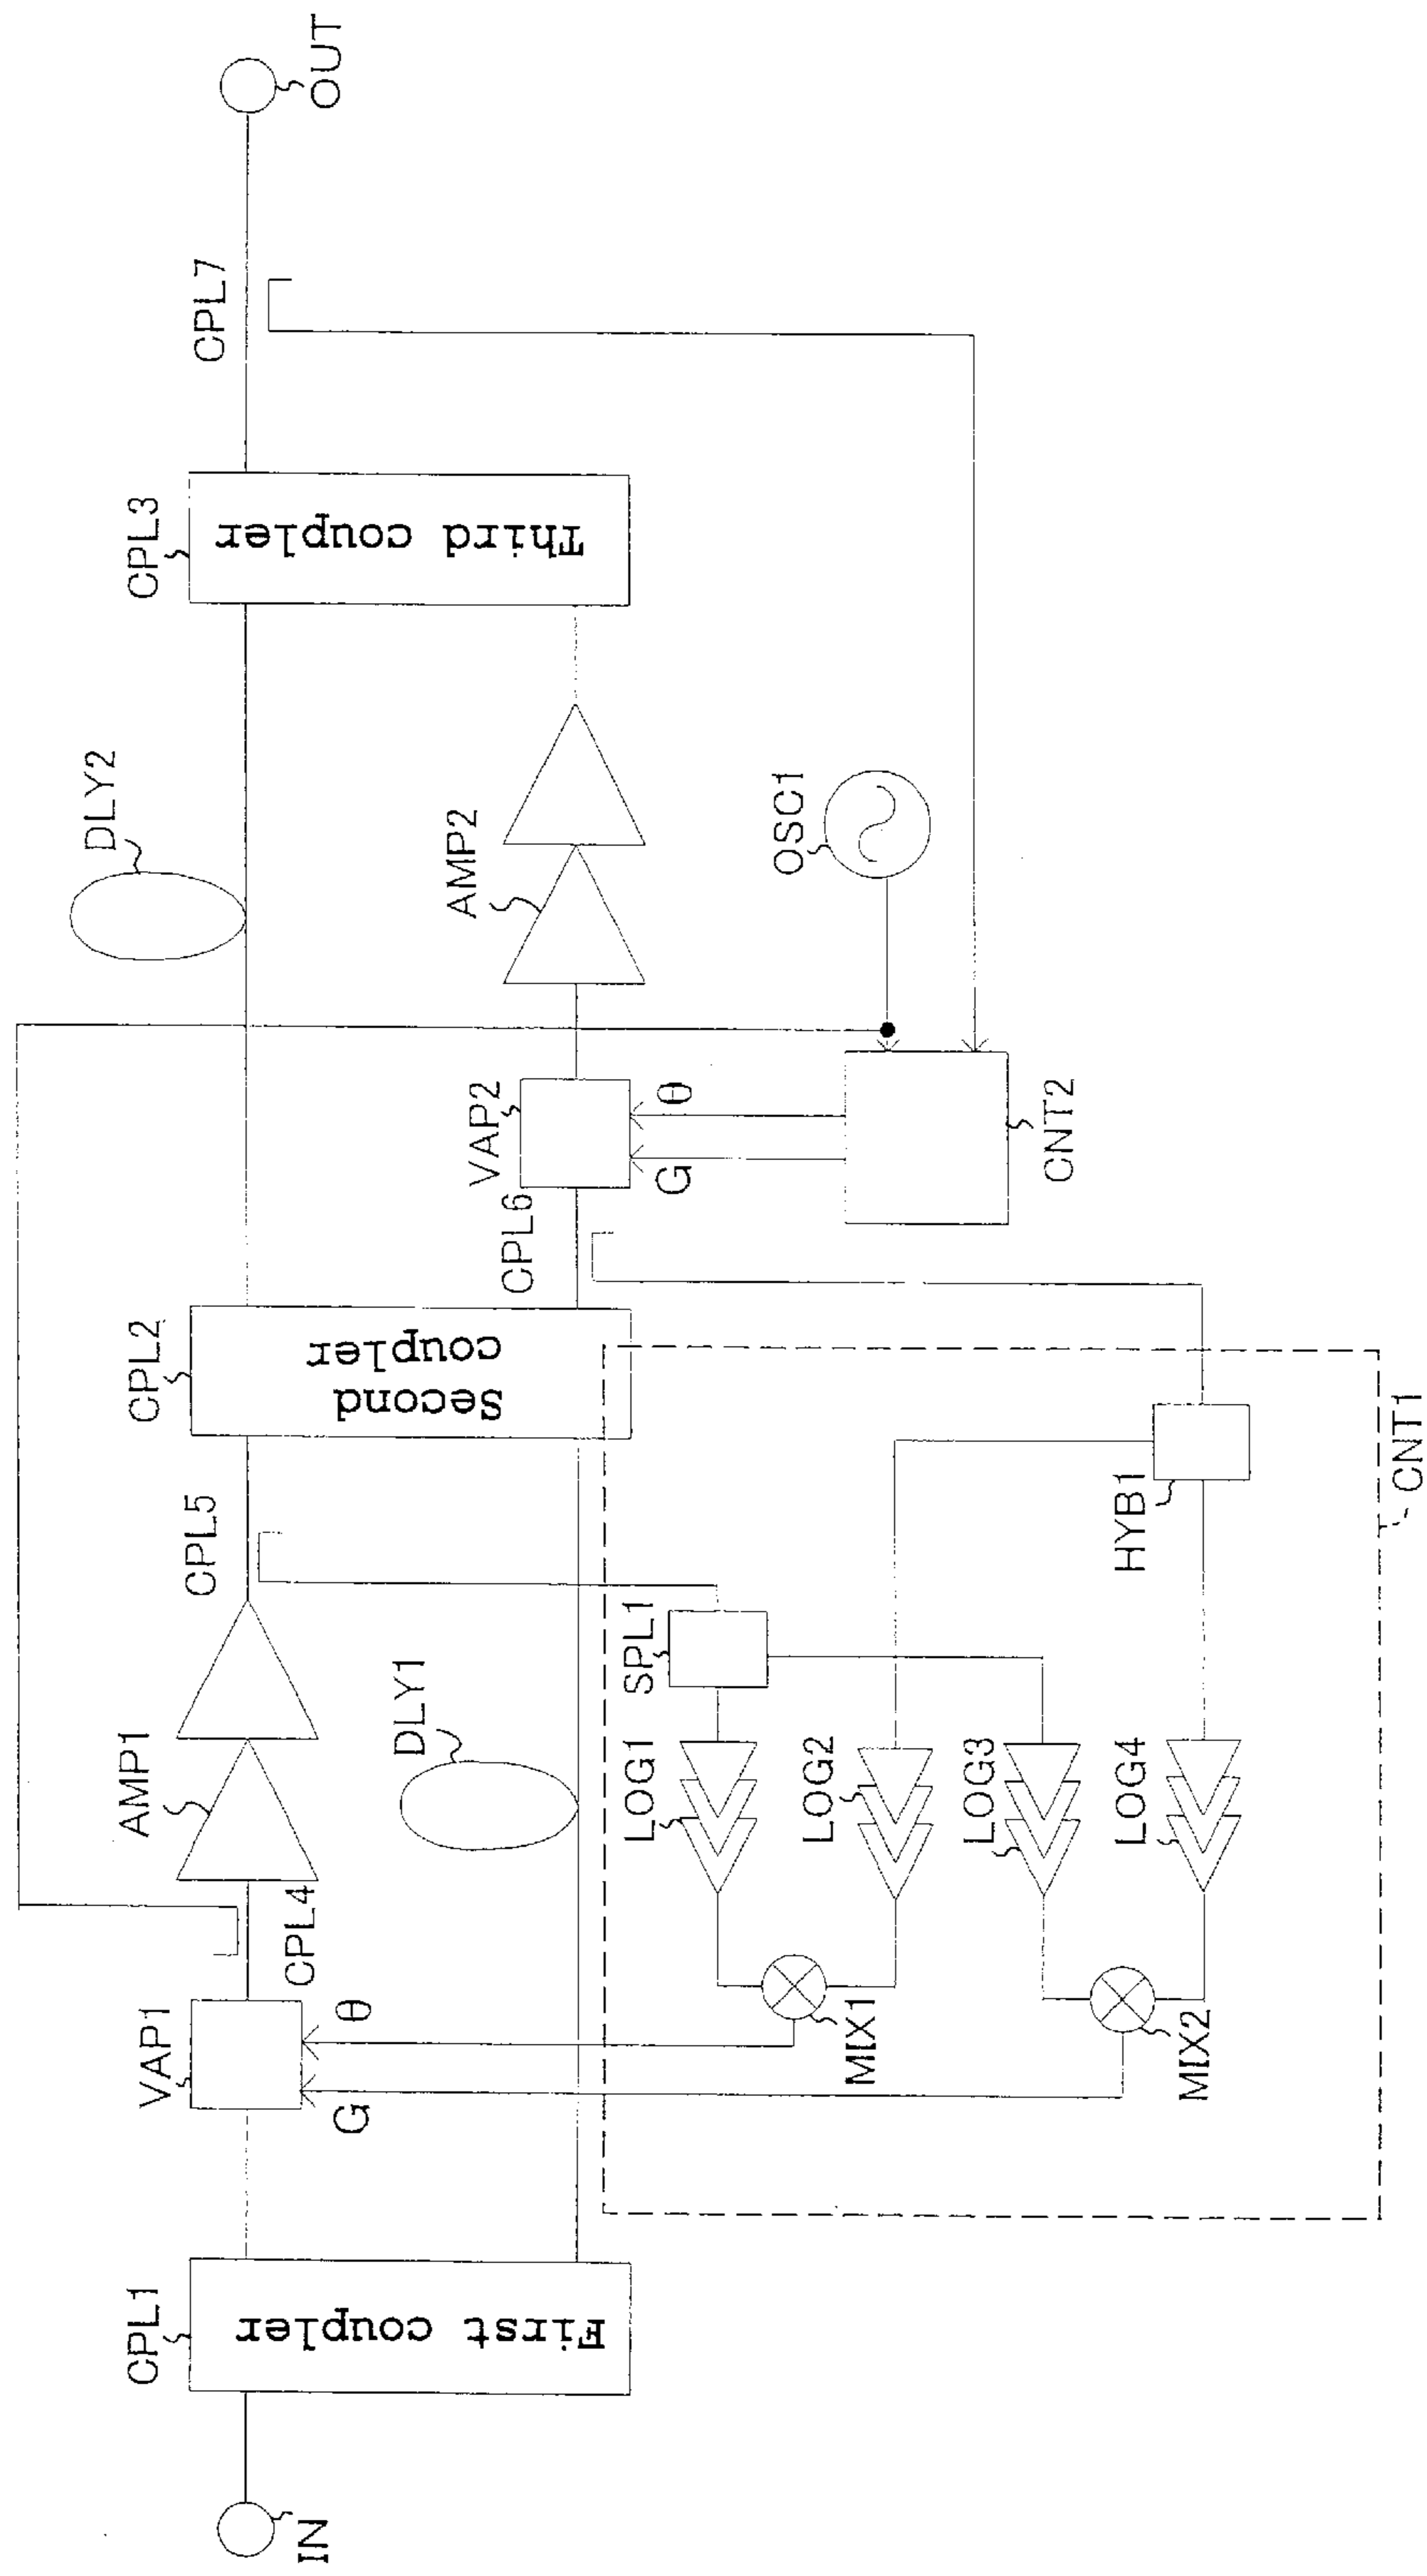 IN
CPL1
First coupler
VAP1
G
θ
CPL4
AMP1
DLY1
CPL5
CPL2
Second
coupler
CPL6
VAP2
G
θ
AMP2
DLY2
CPL3
Third coupler
CPL7
OUT
OSC1
CNT2
SPL1
LOG1
LOG2
LOG3
LOG4
MIX1
MIX2
HYB1
CNT1